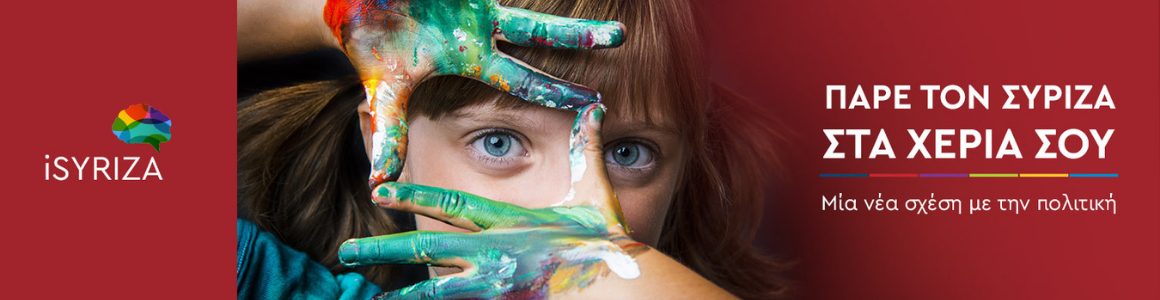 iSYRIZA
ΠΑΡΕ ΤΟΝ ΣΥΡΙΖΑ
ΣΤΑ ΧΕΡΙΑ ΣΟΥ
Μία νέα σχέση με την πολιτική